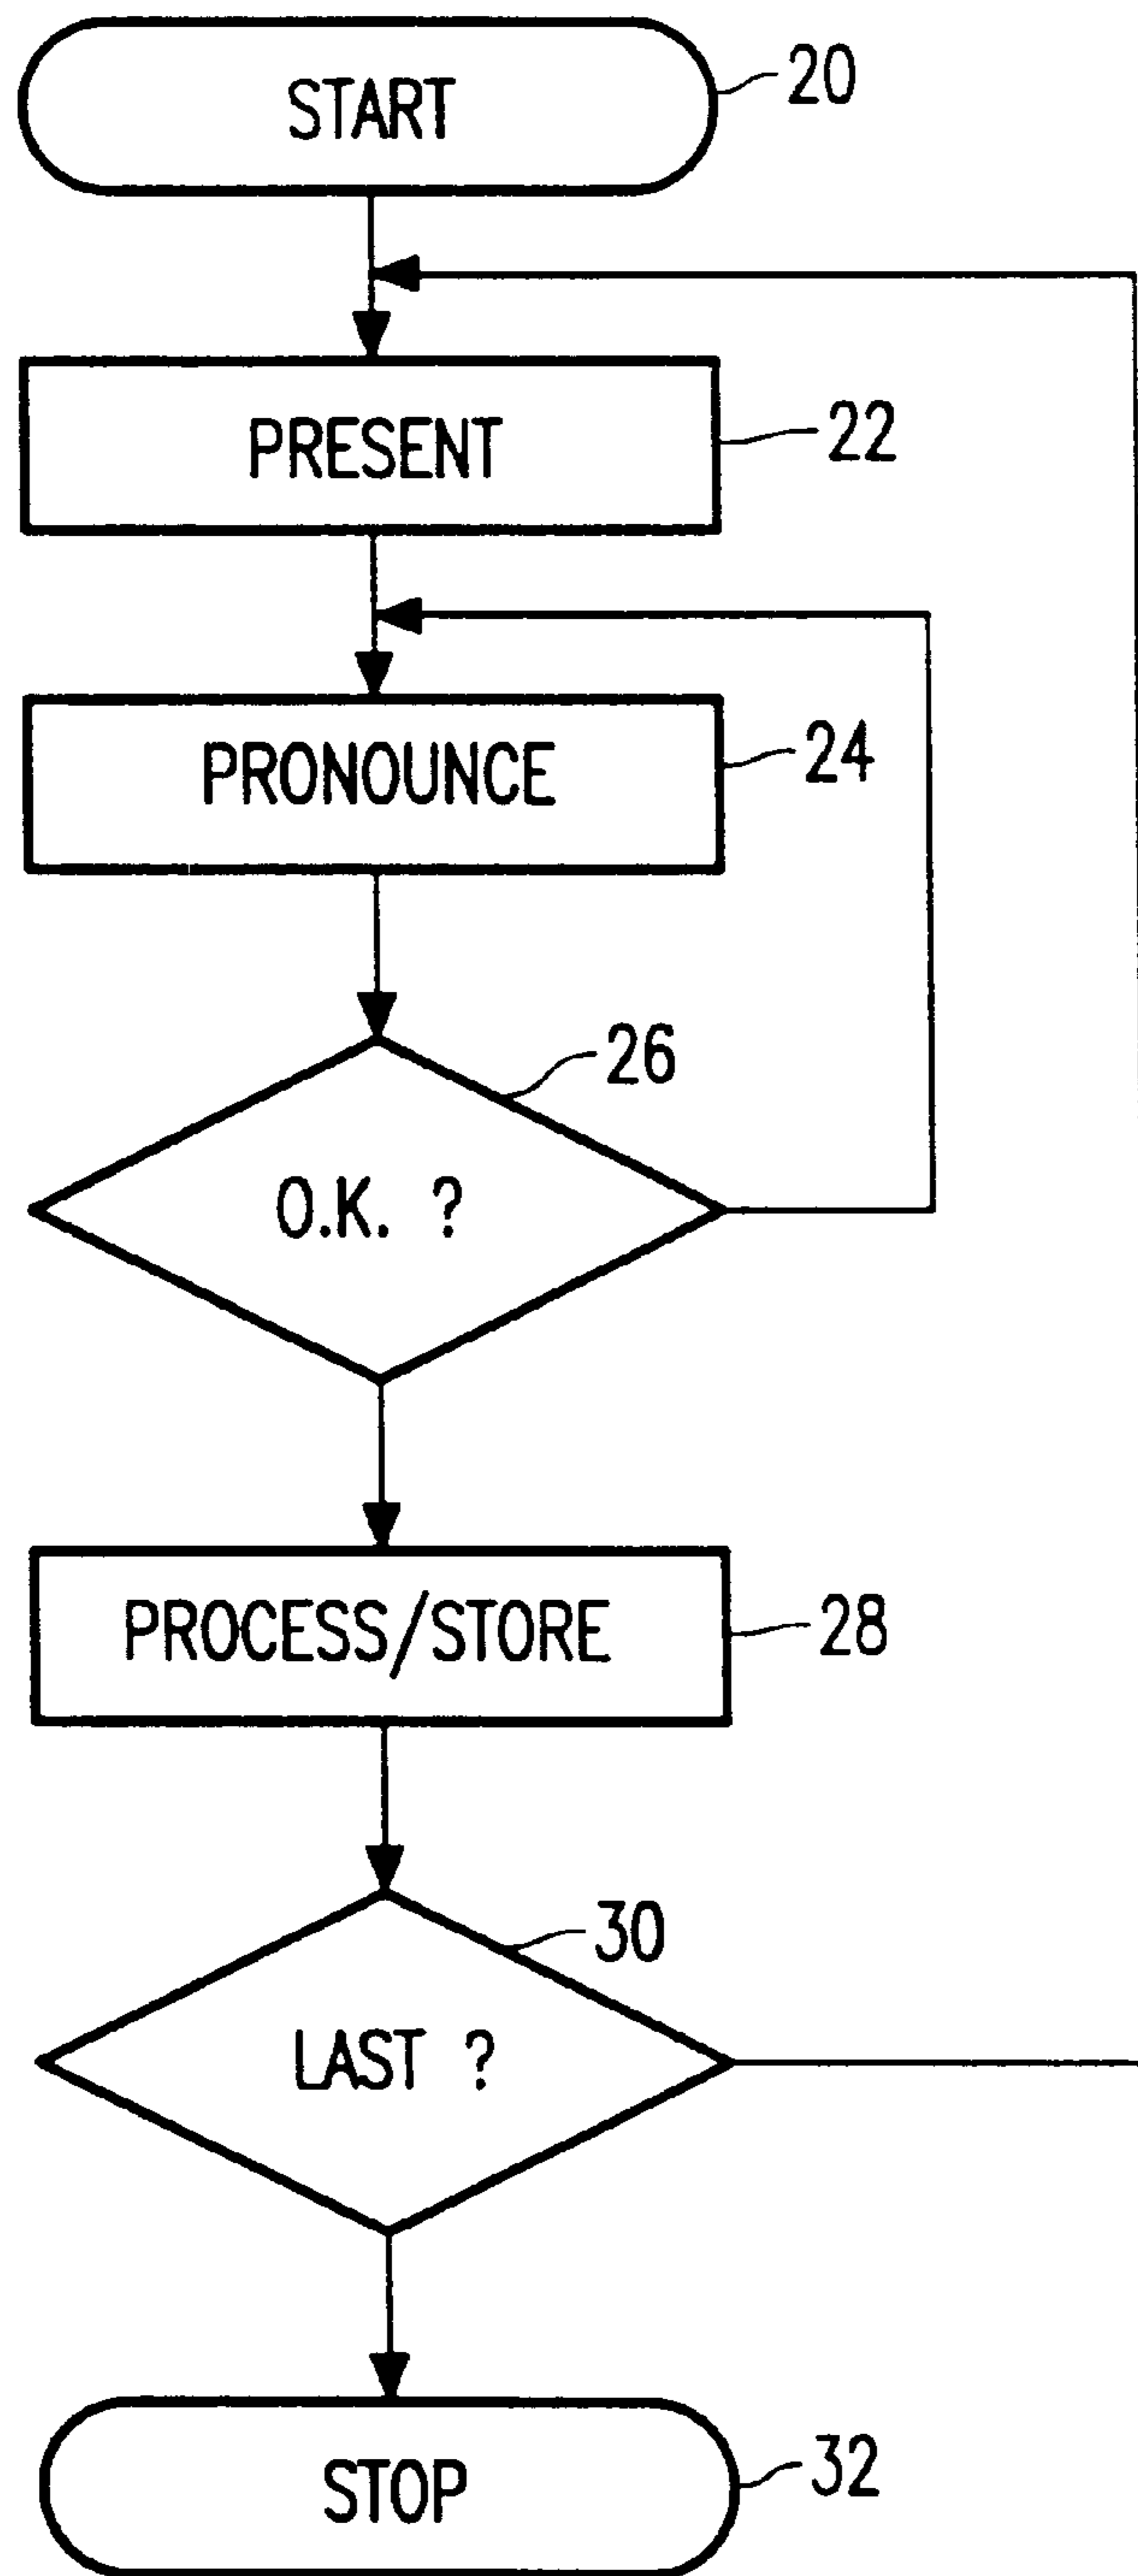 START
20
PRESENT
22
PRONOUNCE
24
26
O.K. ?
PROCESS/STORE
28
30
LAST ?
STOP
32